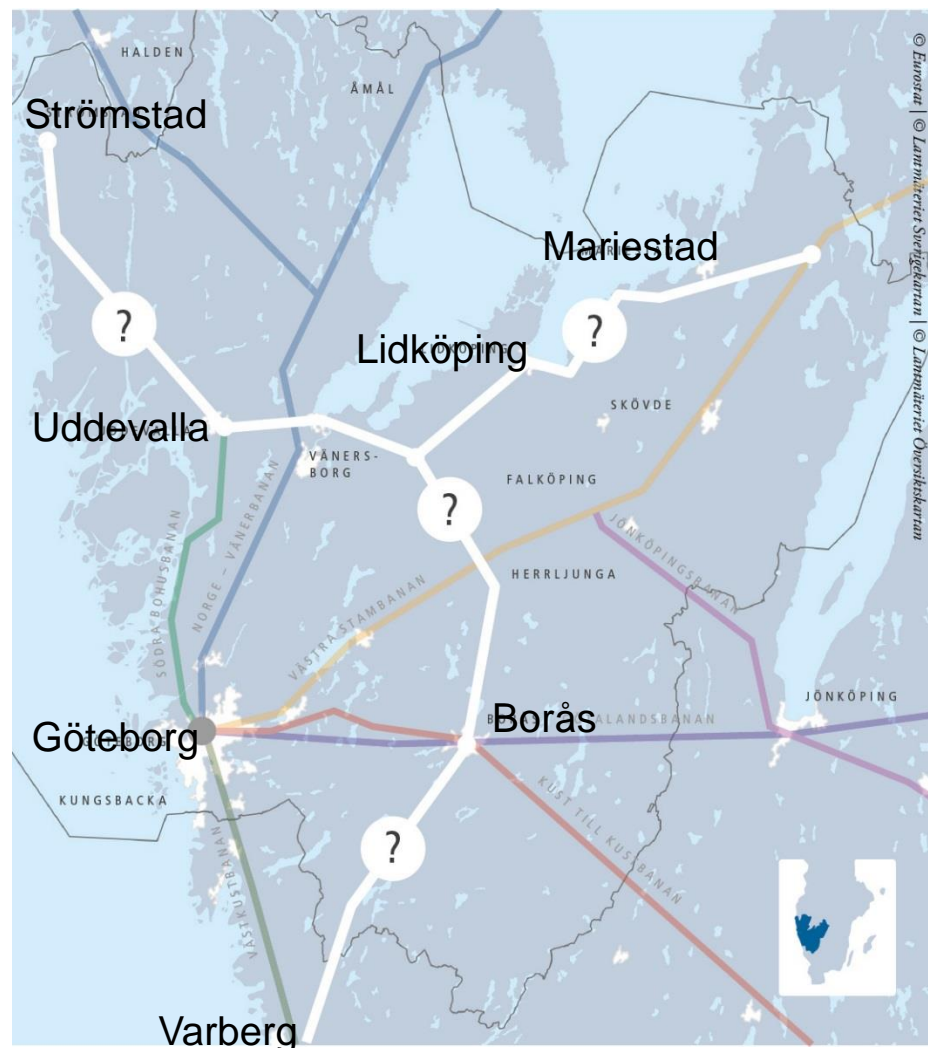 HALDEN
ÅMÅL
Strömstad
Mariestad
?
?
Lidköping
SKÖVDE
Uddevalla
VÄNERS-
BORG
FALKÖPING
?
JÖNKÖPINGSBANAN
HERRLJUNGA
SÖDRA BOHUSBANAN
NORGE – VÄNERBANAN
VÄSTRA STAMBANAN
JÖNKÖPING
Borås
ALANDSBANAN
Göteborg
KUNGSBACKA
?
KUST TILL KUSTBANAN
VÄSTKUSTBANAN
Varberg
© Eurostat | © Lantmäteriet Sverigekartan | © Lantmäteriet Översiktskartan